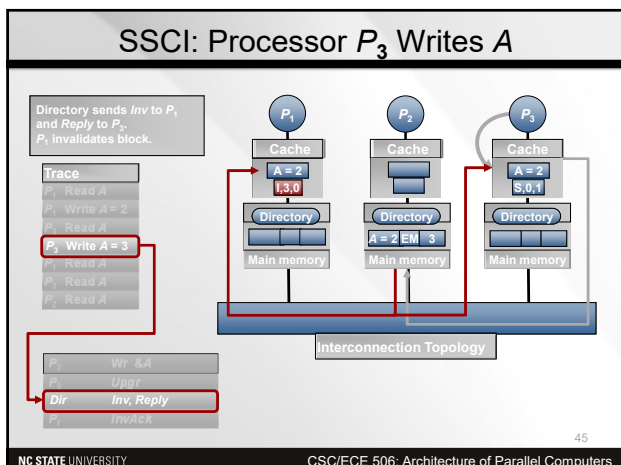 SSCI: Processor P3 Writes A
Directory sends Inv to P1
and Reply to P3.
P1 invalidates block.
P1
P2
P3
Cache
Cache
Cache
A = 2
I,3,0
A = 2
S,0,1
Directory
Directory
Directory
A = 2 EM 3
Main memory
Main memory
Main memory
Interconnection Topology
Trace
P1 Read A
P1 Write A = 2
P1 Read A
P3 Write A = 3
P1 Read A
P3 Read A
P2 Read A
P3 Wr &A
P3 Upgr
Dir Inv, Reply
P1 InvAck
45
NC STATE UNIVERSITY
CSC/ECE 506: Architecture of Parallel Computers